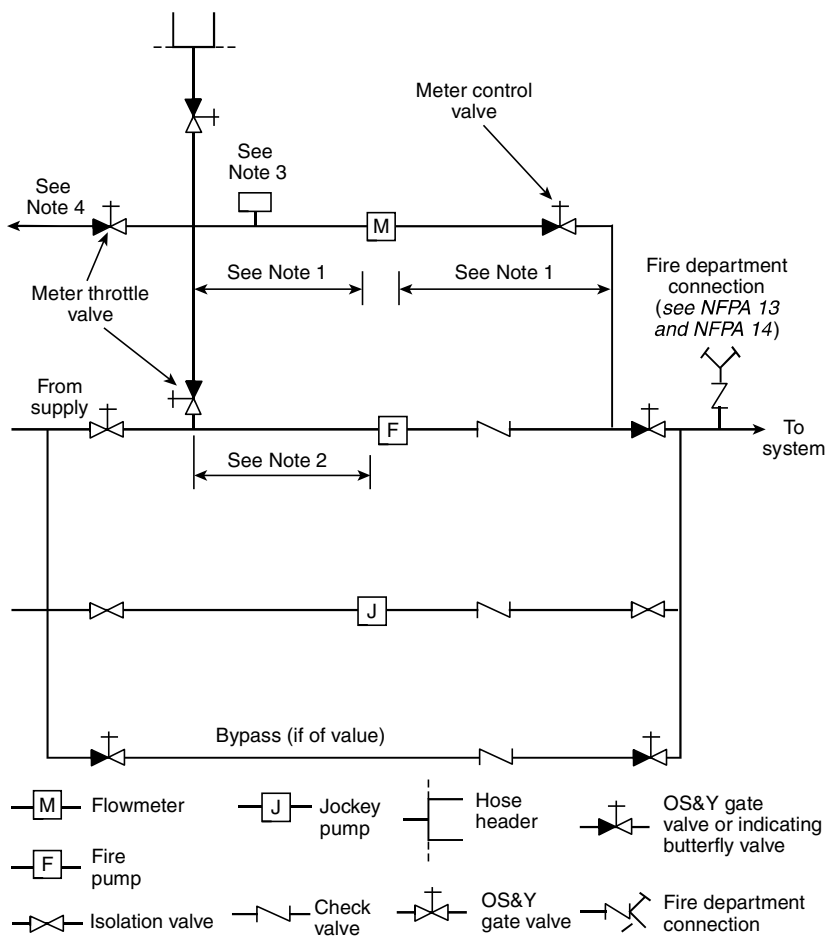 Meter control
valve
See
Note 3
See
Note 4
M
See Note 1
See Note 1
Fire department
connection
(see NFPA 13
and NFPA 14)
Meter throttle
valve
From
supply
F
To
system
See Note 2
J
Bypass (if of value)
M Flowmeter
J Jockey
pump
Hose
header
OS&Y gate
valve or indicating
butterfly valve
F Fire
pump
Isolation valve
Check
valve
OS&Y
gate valve
Fire department
connection